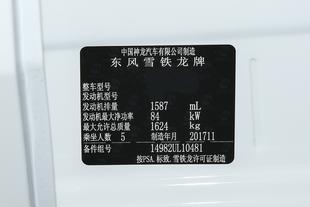 中国神龙汽车有限公司制造
东风雪铁龙牌
整车型号
发动机型号
发动机排量 1587 mL
发动机最大净功率 84 kW
最大允许总质量 1624 kg
乘坐人数 5 制造年月 201711
备件组号 14982UL10481
按PSA.标致.雪铁龙许可证制造